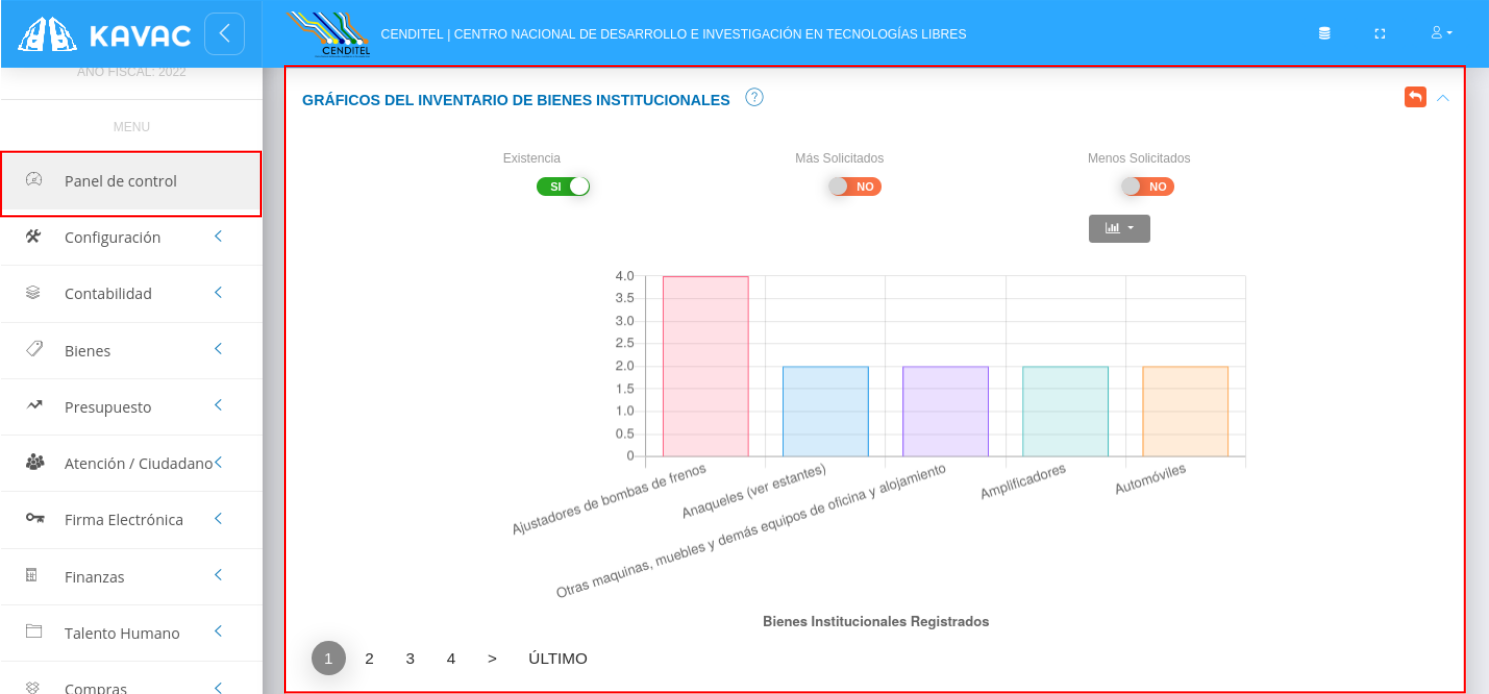 KAVAC
CENDITEL
CENDITEL | CENTRO NACIONAL DE DESARROLLO E INVESTIGACIÓN EN TECNOLOGÍAS LIBRES
AÑO FISCAL: 2022
MENU
Panel de control
Configuración
Contabilidad
Bienes
Presupuesto
Atención / Ciudadano
Firma Electrónica
Finanzas
Talento Humano
Compras
GRÁFICOS DEL INVENTARIO DE BIENES INSTITUCIONALES ?
Existencia Más Solicitados Menos Solicitados
SI NO NO
4.0
3.5
3.0
2.5
2.0
1.5
1.0
0.5
0
Ajustadores de bombas de frenos
Anaqueles (ver estantes)
Otras maquinas, muebles y demás equipos de oficina y alojamiento
Amplificadores
Automóviles
Bienes Institucionales Registrados
1 2 3 4 > ÚLTIMO